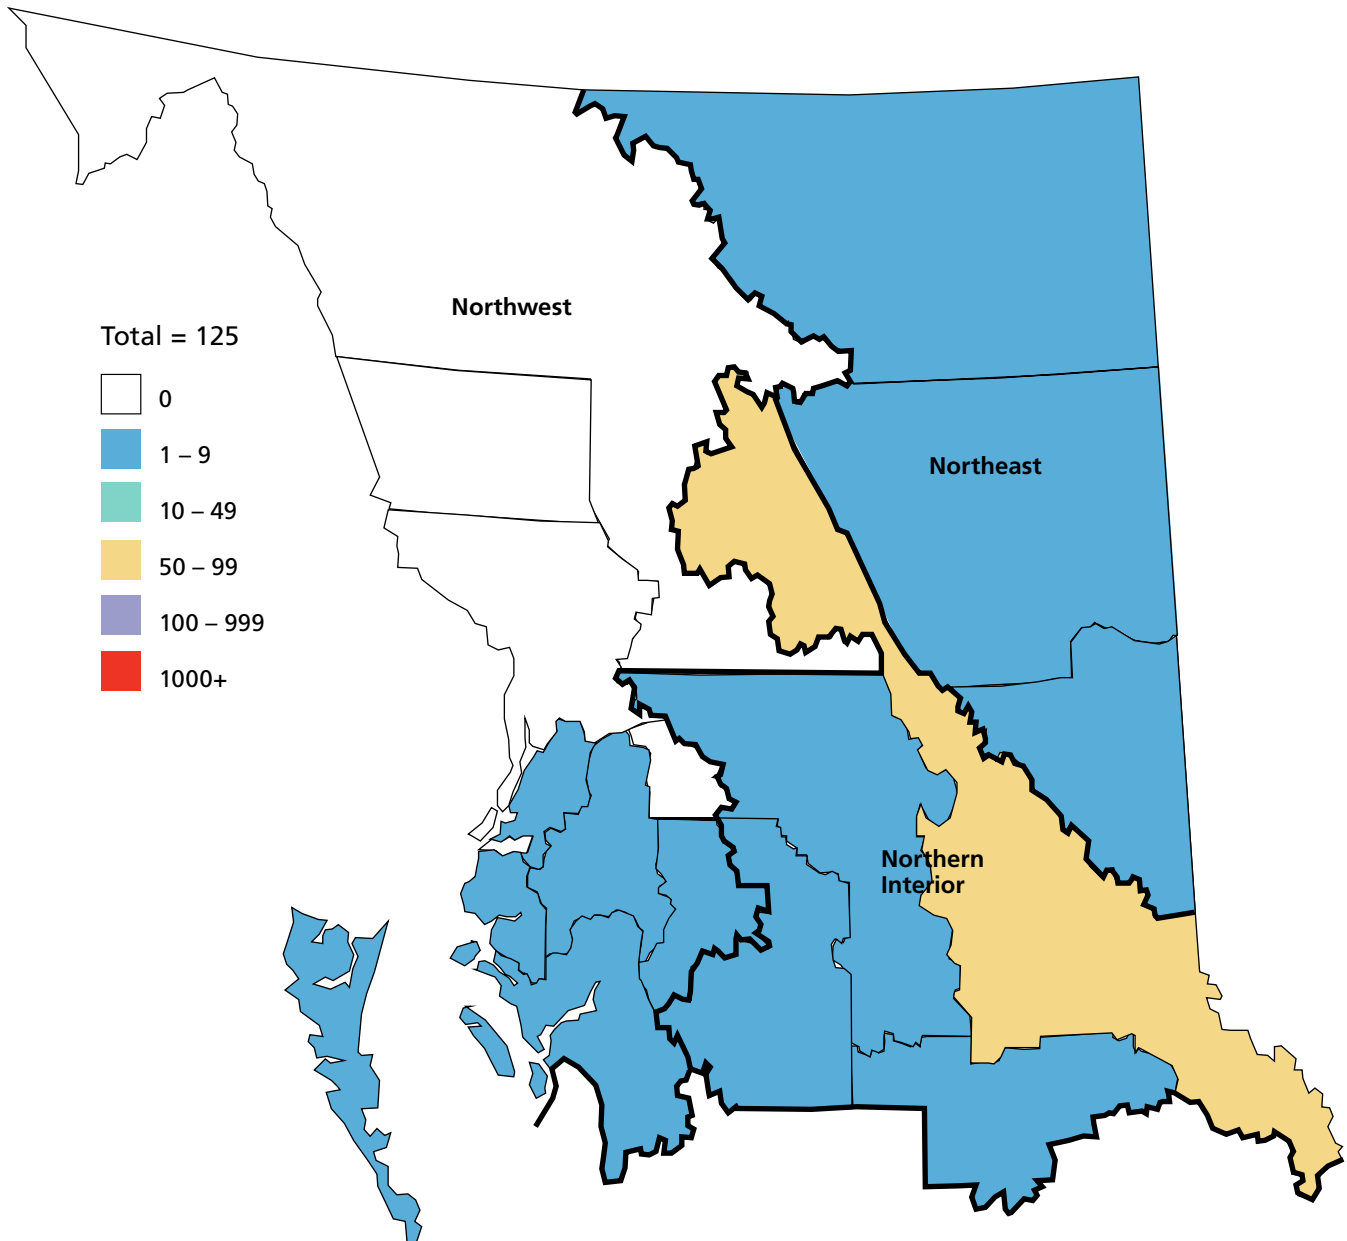 Northwest
Total = 125
0
1 – 9
10 – 49
50 – 99
100 – 999
1000+
Northeast
Northern
Interior